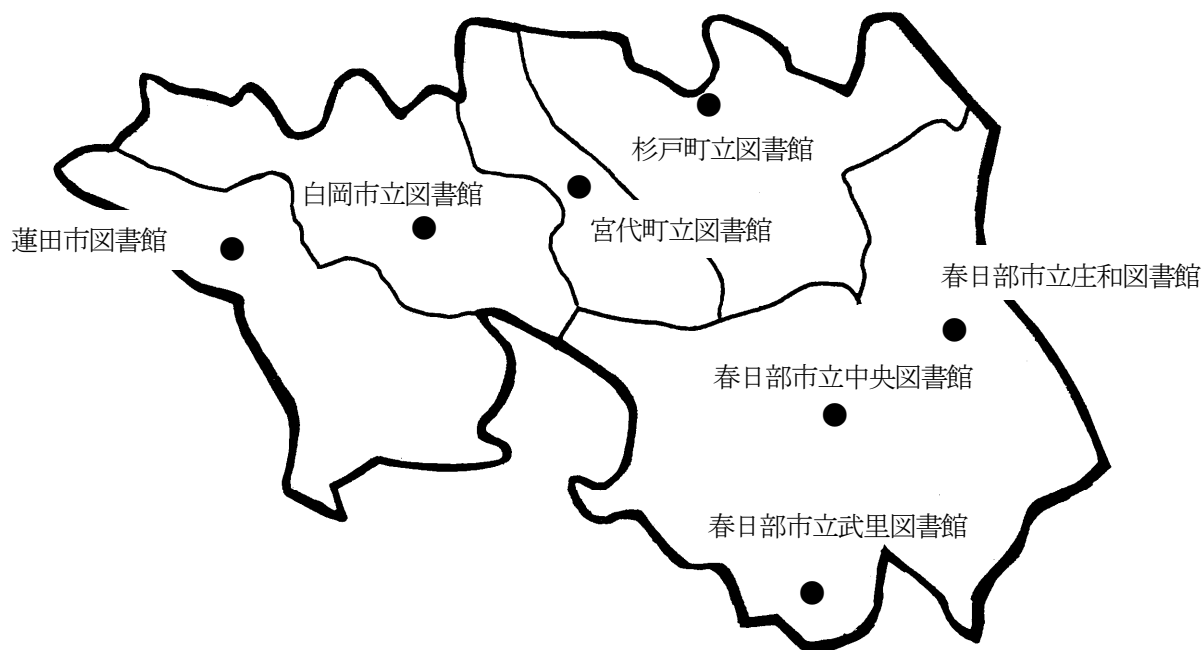 杉戸町立図書館
白岡市立図書館
宮代町立図書館
蓮田市図書館
春日部市立庄和図書館
春日部市立中央図書館
春日部市立武里図書館